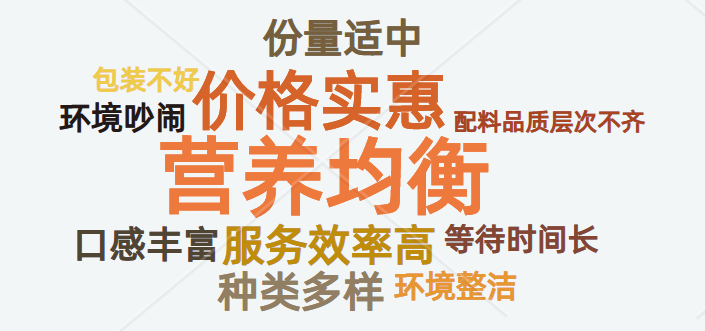 份量适中
包装不好
价格实惠
环境吵闹
配料品质层次不齐
营养均衡
口感丰富
服务效率高
等待时间长
种类多样
环境整洁